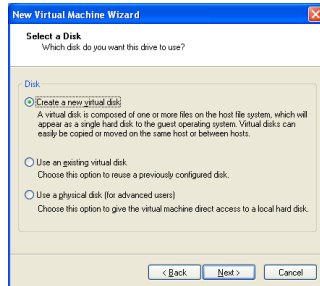 New Virtual Machine Wizard
Select a Disk
Which disk do you want this drive to use?
Disk
Create a new virtual disk
A virtual disk is composed of one or more files on the host file system, which will
appear as a single hard disk to the guest operating system. Virtual disks can
easily be copied or moved on the same host or between hosts.
Use an existing virtual disk
Choose this option to reuse a previously configured disk.
Use a physical disk (for advanced users)
Choose this option to give the virtual machine direct access to a local hard disk.
< Back Next > Cancel